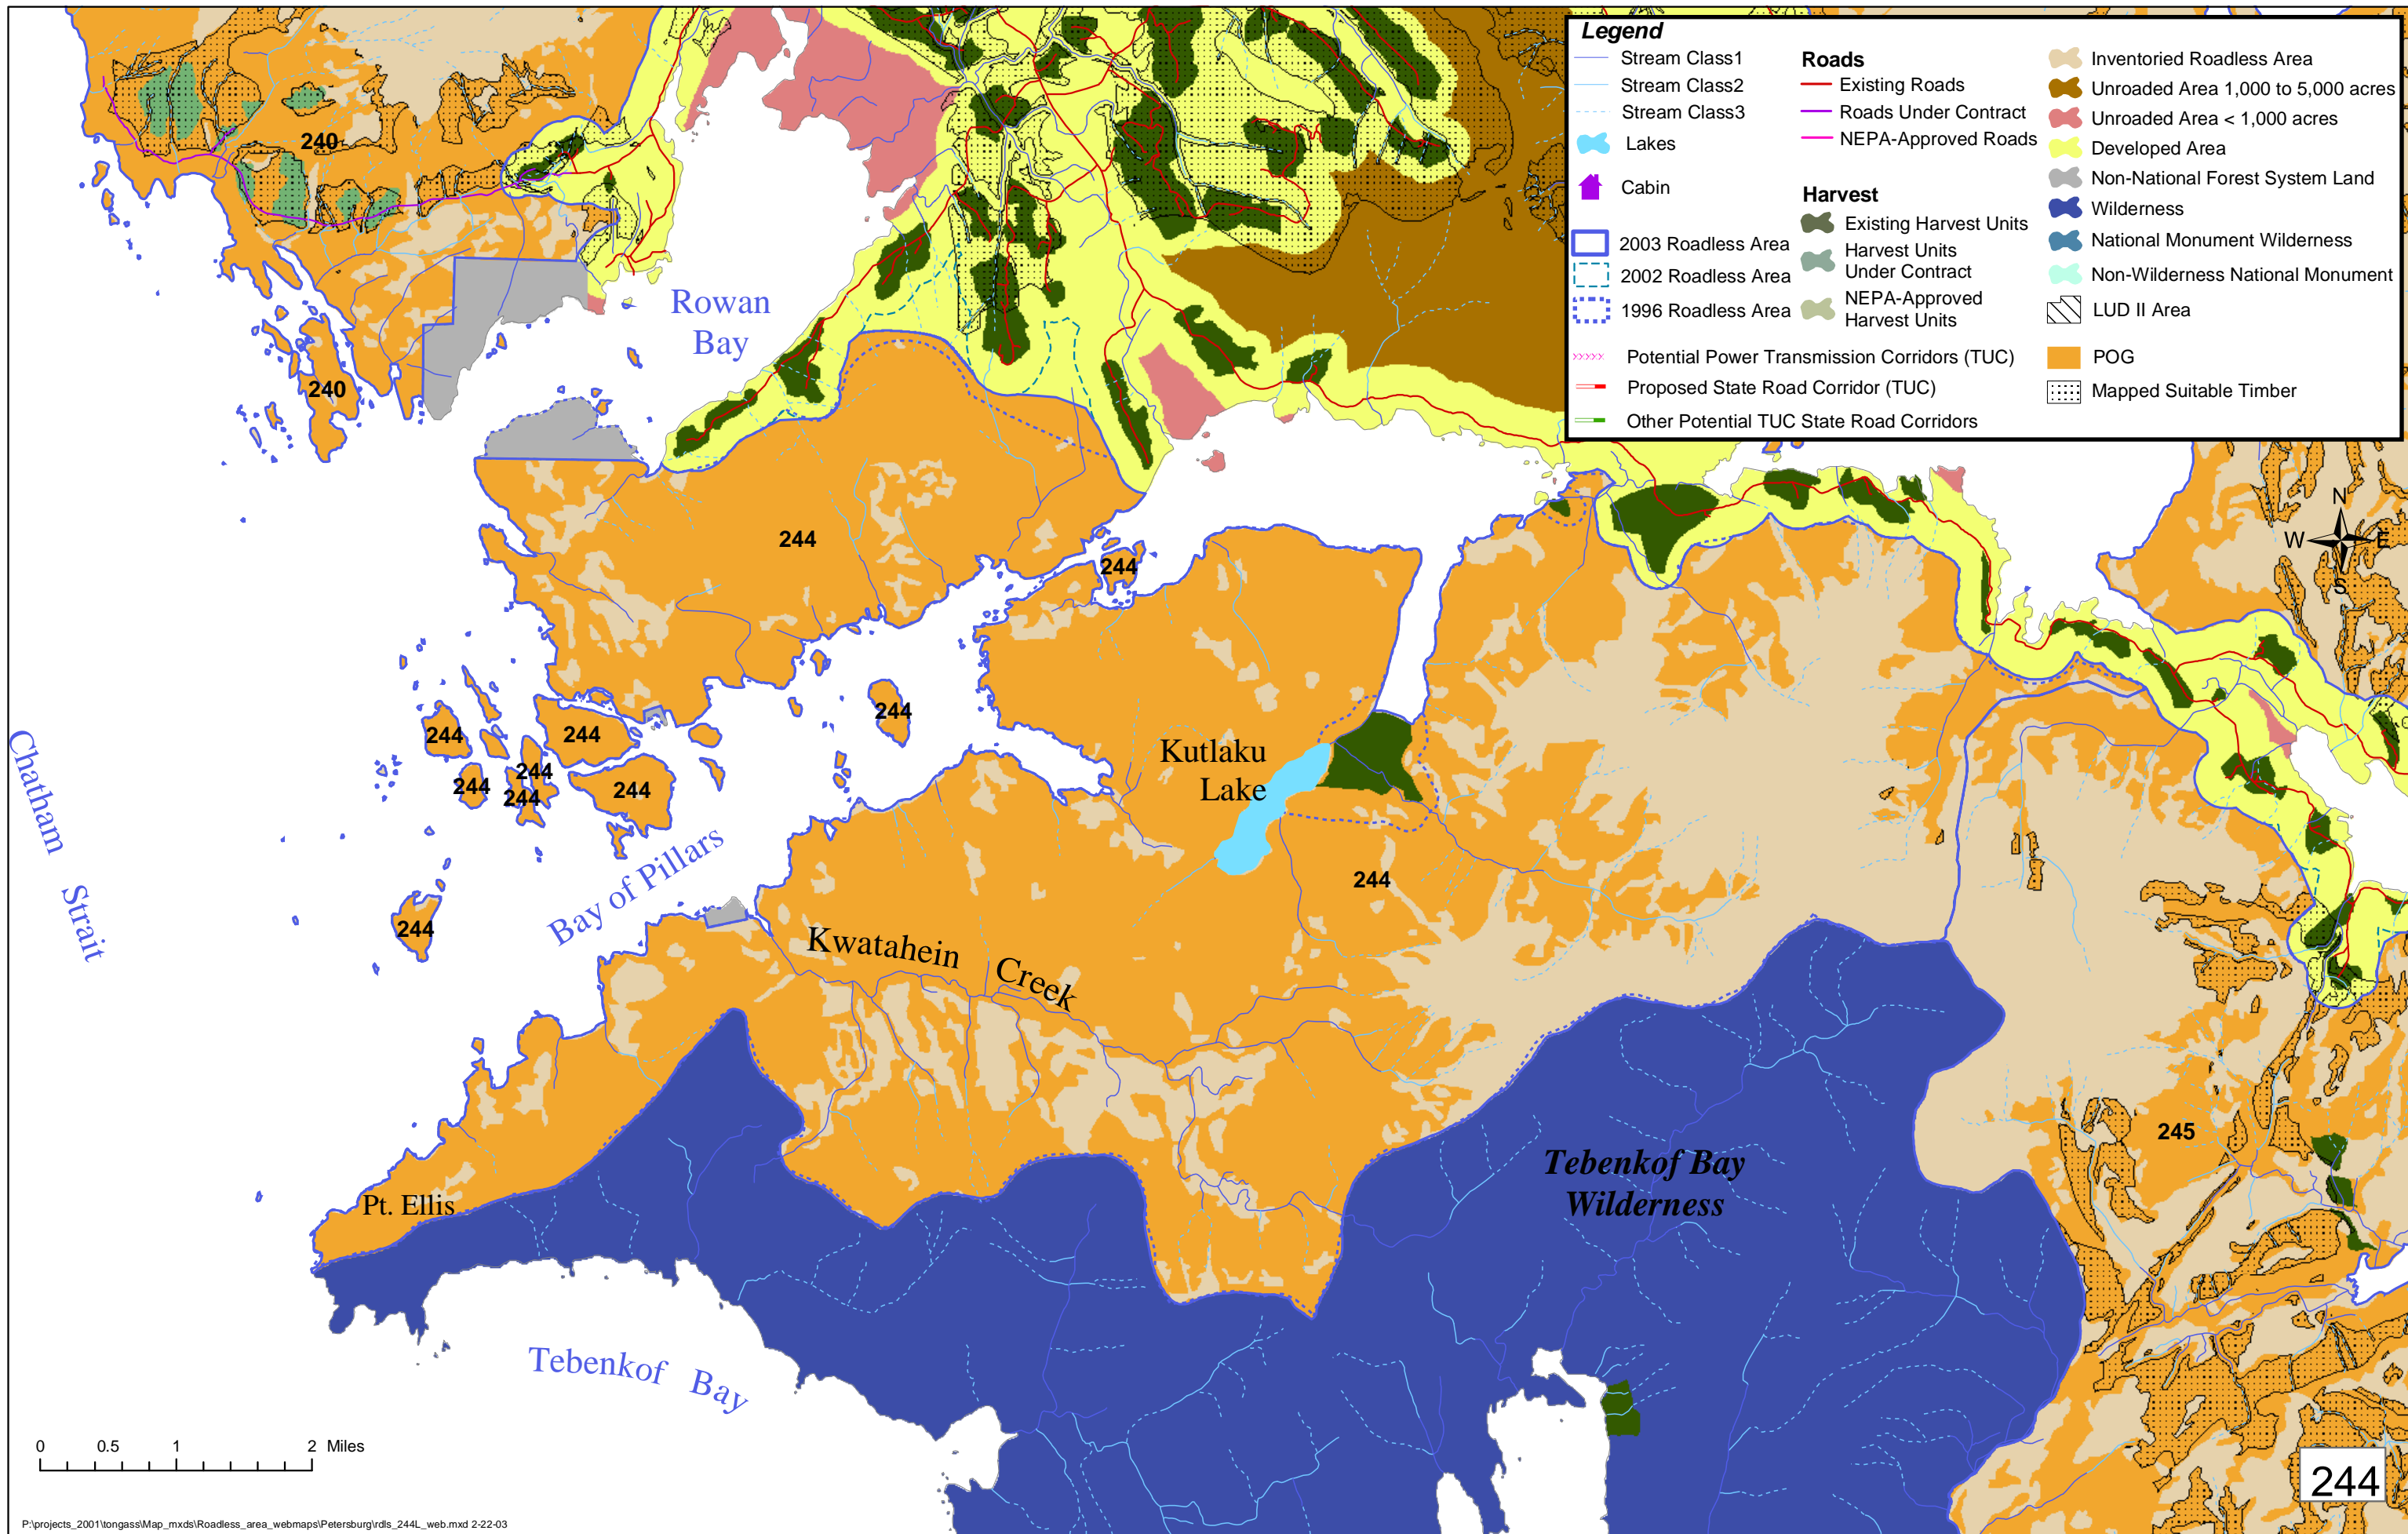 Legend
Stream Class1
Stream Class2
Stream Class3
Lakes
Cabin
2003 Roadless Area
2002 Roadless Area
1996 Roadless Area
Potential Power Transmission Corridors (TUC)
Proposed State Road Corridor (TUC)
Other Potential TUC State Road Corridors
Roads
Existing Roads
Roads Under Contract
NEPA-Approved Roads
Harvest
Existing Harvest Units
Harvest Units
Under Contract
NEPA-Approved
Harvest Units
Inventoried Roadless Area
Unroaded Area 1,000 to 5,000 acres
Unroaded Area < 1,000 acres
Developed Area
Non-National Forest System Land
Wilderness
National Monument Wilderness
Non-Wilderness National Monument
LUD II Area
POG
Mapped Suitable Timber
240
Rowan
Bay
240
N
W E
S
244
244
244
244
244
244
244
244
244
Kutlaku
Lake
Chatham
Strait
Bay of Pillars
244
244
Kwatahein
Creek
245
Tebenkof Bay
Wilderness
Pt. Ellis
Tebenkof Bay
0 0.5 1 2 Miles
244
P:\projects_2001\tongass\Map_mxds\Roadless_area_webmaps\Petersburg\rdls_244L_web.mxd 2-22-03